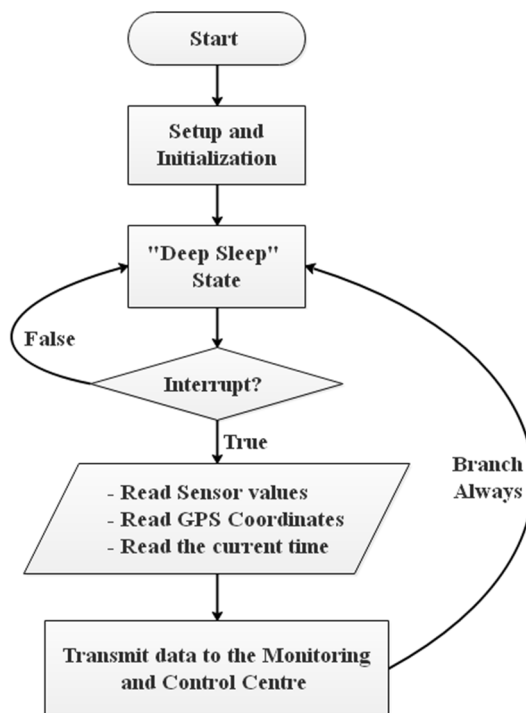 Start
Setup and
Initialization
"Deep Sleep"
State
False
Interrupt?
True
- Read Sensor values
- Read GPS Coordinates
- Read the current time
Branch
Always
Transmit data to the Monitoring
and Control Centre